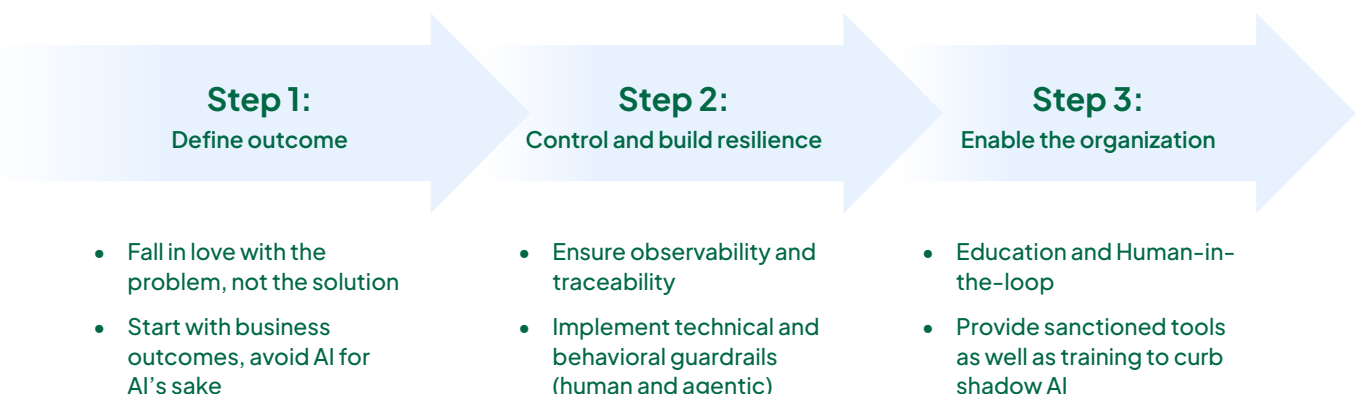 Step 1:
Define outcome
• Fall in love with the
problem, not the solution
• Start with business
outcomes, avoid AI for
AI's sake
Step 2:
Control and build resilience
• Ensure observability and
traceability
• Implement technical and
behavioral guardrails
(human and agentic)
Step 3:
Enable the organization
• Education and Human-in-
the-loop
• Provide sanctioned tools
as well as training to curb
shadow AI